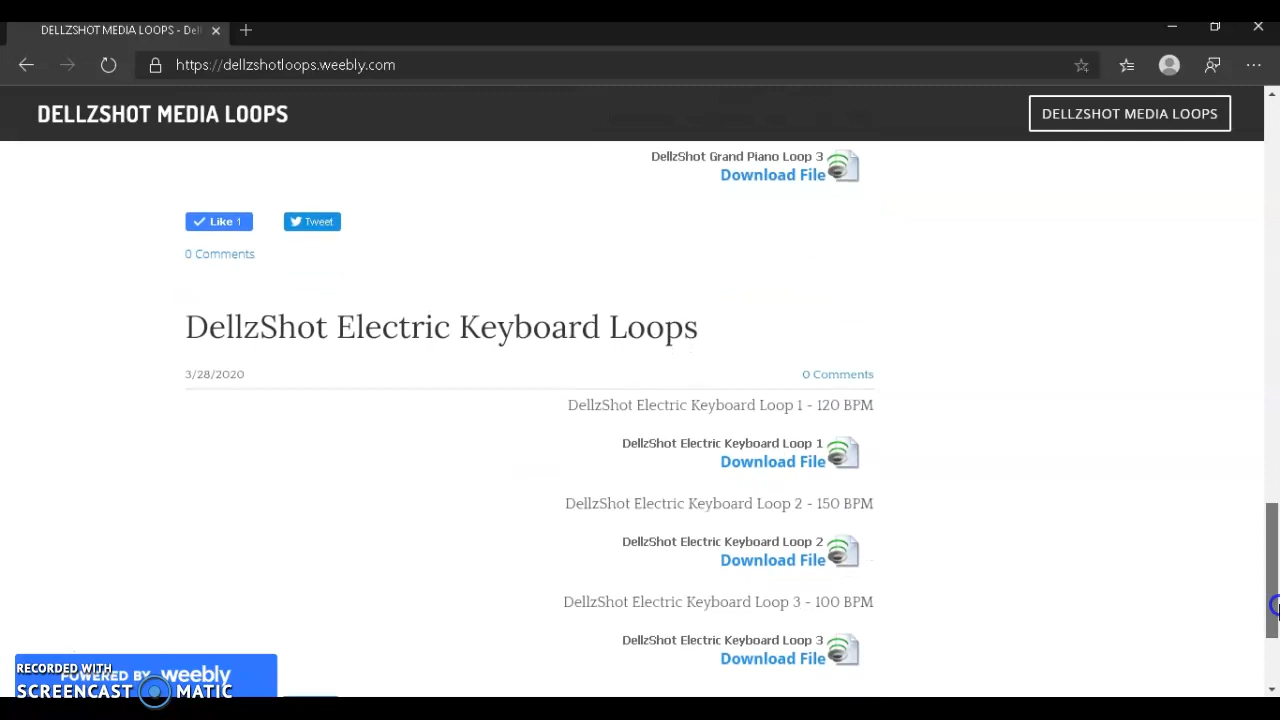 DELLZSHOT MEDIA LOOPS - Dell
https://dellzshotloops.weebly.com
DELLZSHOT MEDIA LOOPS
DELLZSHOT MEDIA LOOPS
DellzShot Grand Piano Loop 3
Download File
Like 1
Tweet
0 Comments
DellzShot Electric Keyboard Loops
3/28/2020
0 Comments
DellzShot Electric Keyboard Loop 1 - 120 BPM
DellzShot Electric Keyboard Loop 1
Download File
DellzShot Electric Keyboard Loop 2 - 150 BPM
DellzShot Electric Keyboard Loop 2
Download File
DellzShot Electric Keyboard Loop 3 - 100 BPM
DellzShot Electric Keyboard Loop 3
Download File
RECORDED WITH
POWERED BY weebly
SCREENCAST MATIC